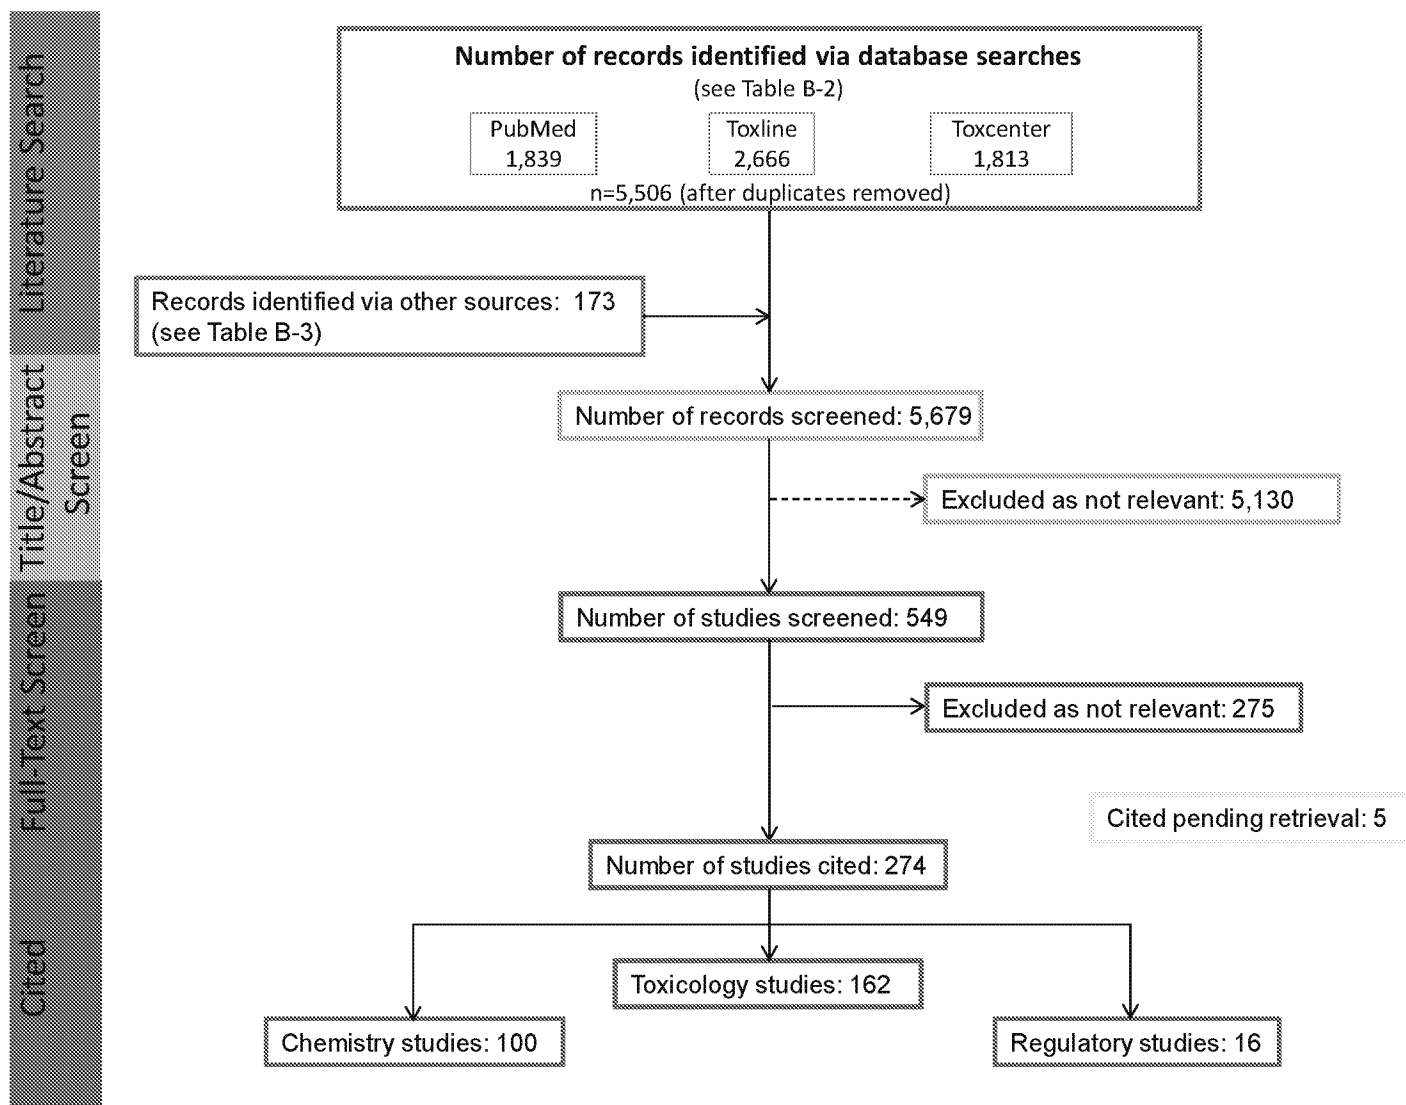 Literature Search
Number of records identified via database searches
(see Table B-2)
PubMed
1,839
Toxline
2,666
Toxcenter
1,813
n=5,506 (after duplicates removed)
Records identified via other sources: 173
(see Table B-3)
Title/Abstract
Screen
Number of records screened: 5,679
Excluded as not relevant: 5,130
Full-Text Screen
Number of studies screened: 549
Excluded as not relevant: 275
Cited pending retrieval: 5
Cited
Number of studies cited: 274
Toxicology studies: 162
Chemistry studies: 100
Regulatory studies: 16